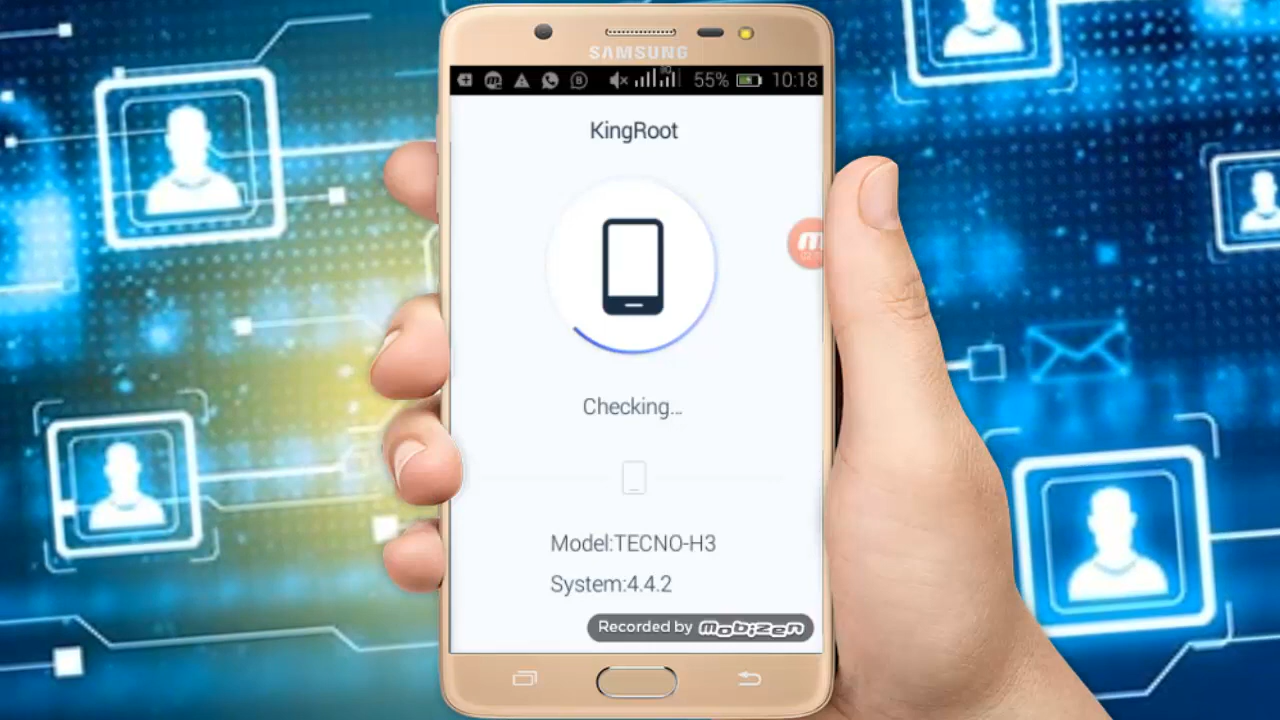 SAMSUNG
55% 10:18
KingRoot
Checking...
Model:TECNO-H3
System:4.4.2
Recorded by mobizen